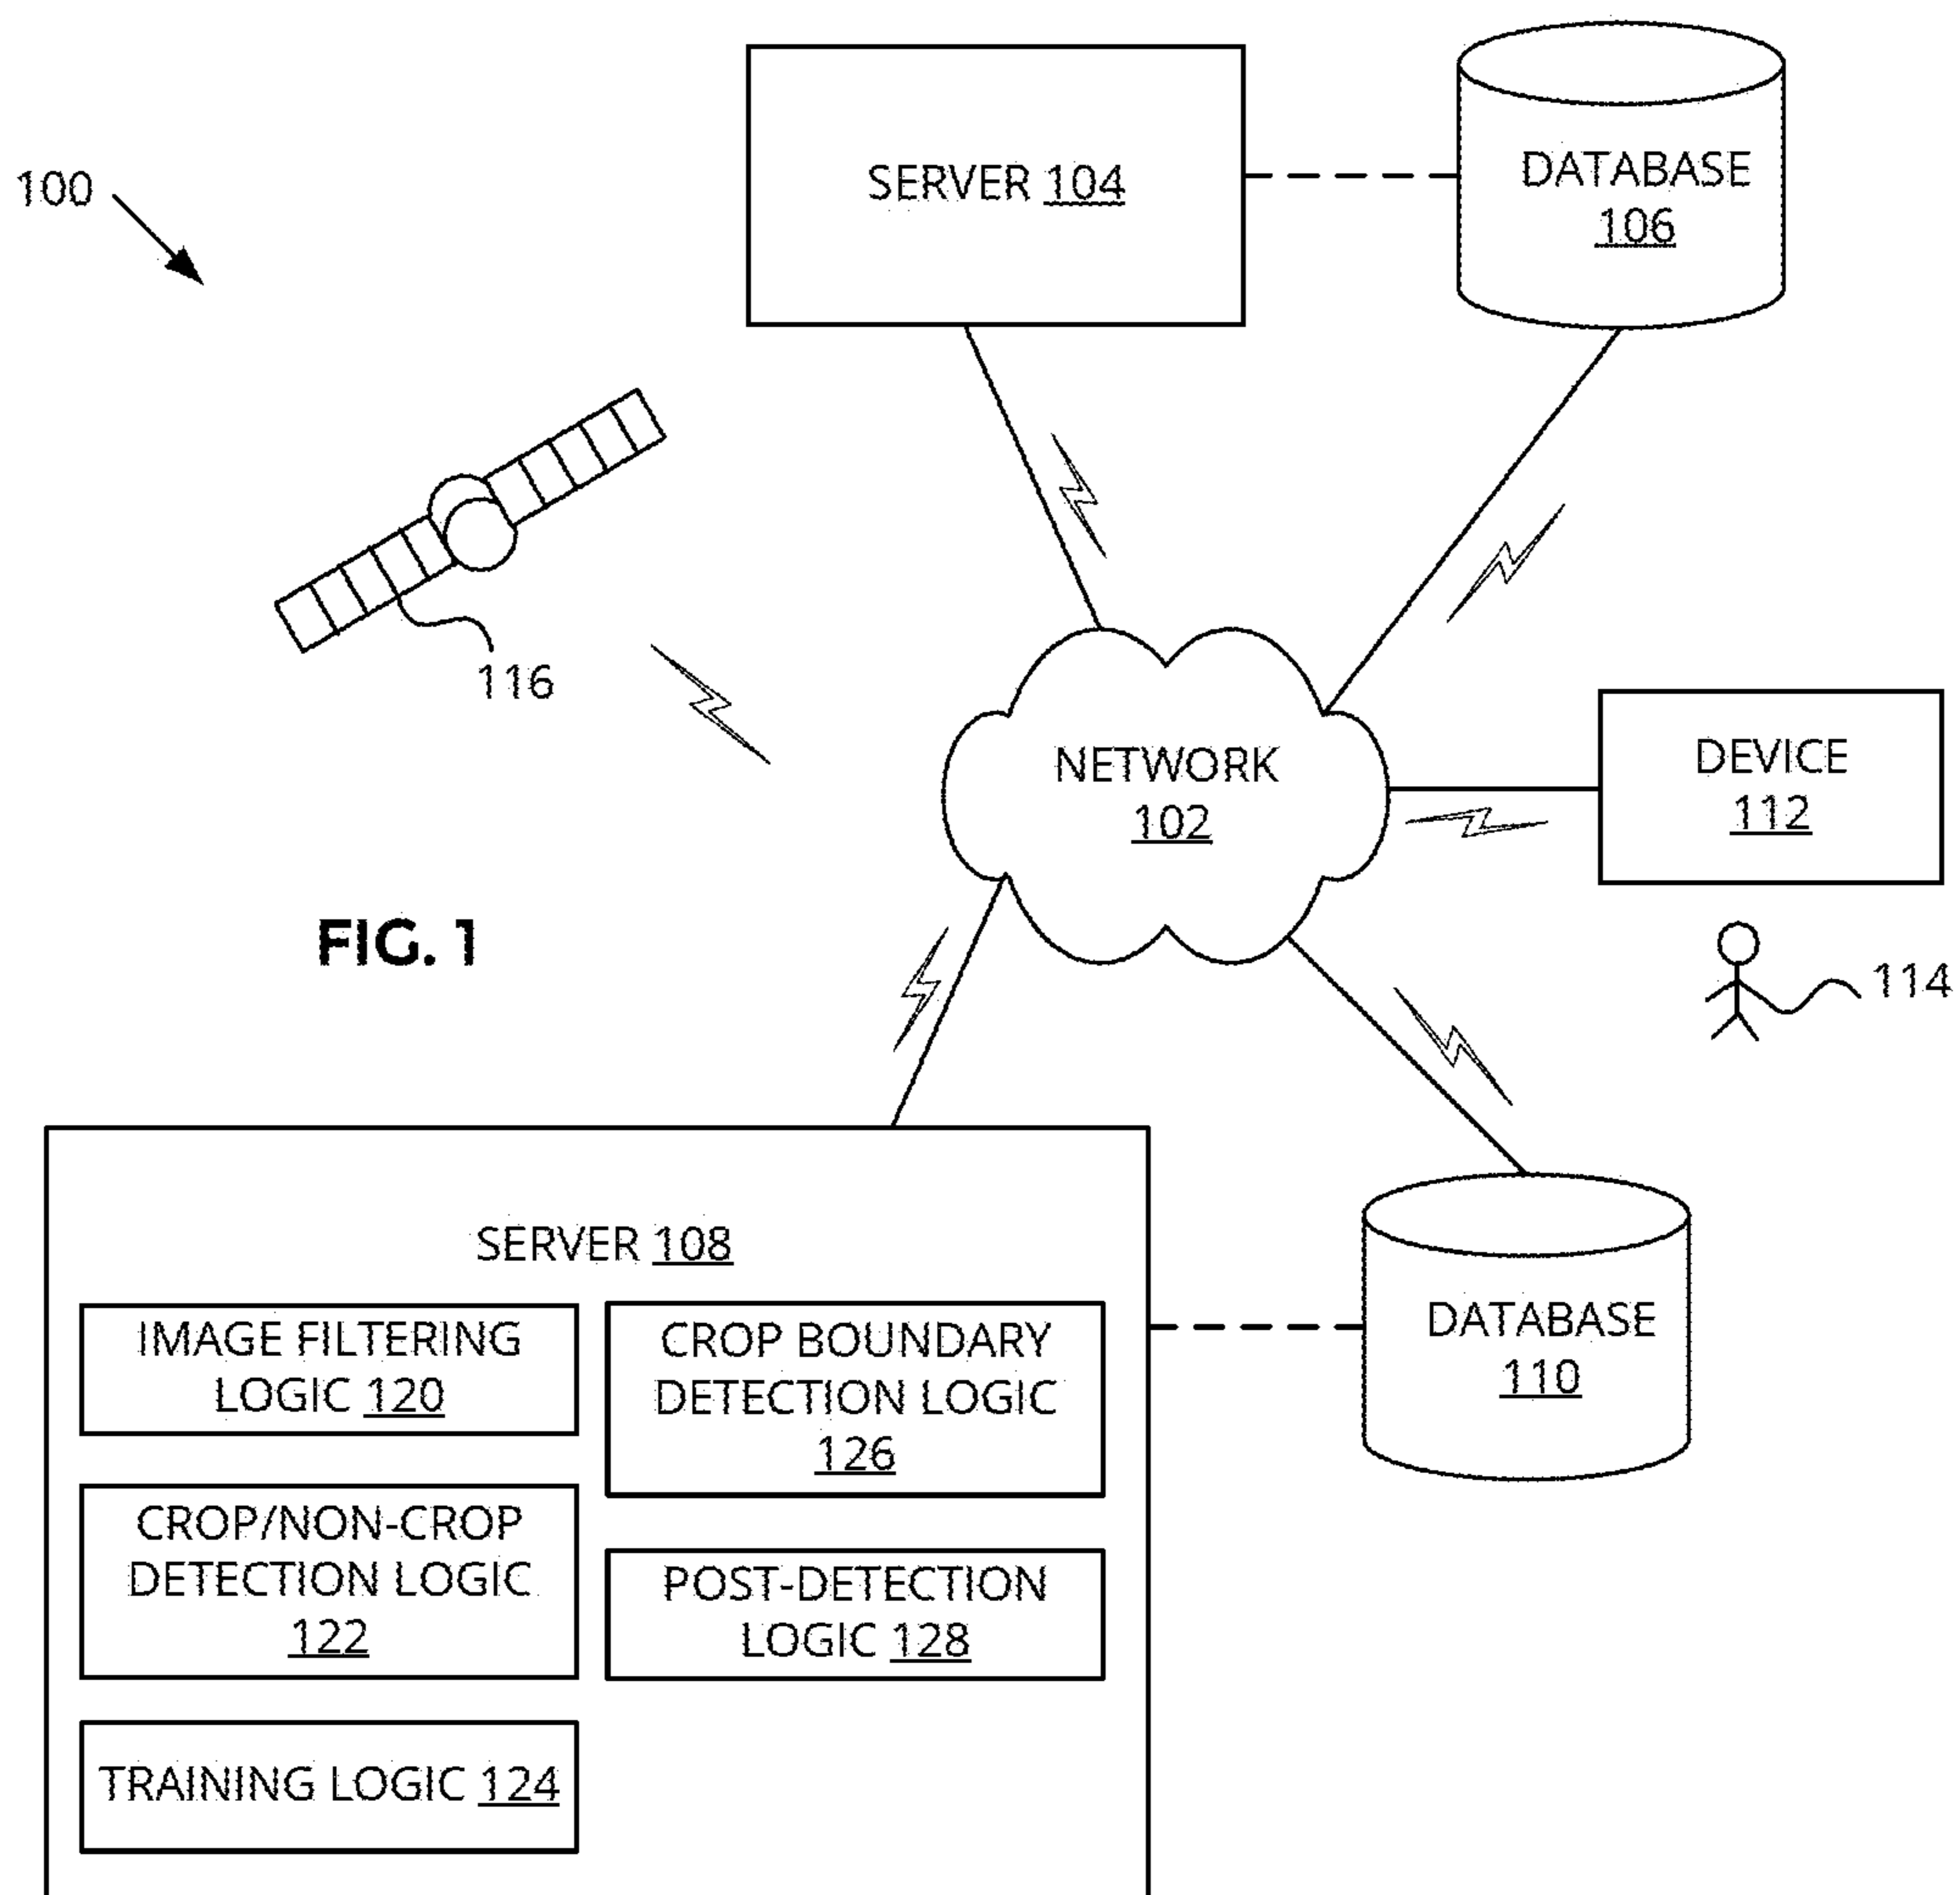 100
SERVER 104
DATABASE
106
116
NETWORK
102
DEVICE
112
FIG. 1
114
SERVER 108
IMAGE FILTERING
LOGIC 120
CROP/NON-CROP
DETECTION LOGIC
122
TRAINING LOGIC 124
CROP BOUNDARY
DETECTION LOGIC
126
POST-DETECTION
LOGIC 128
DATABASE
110